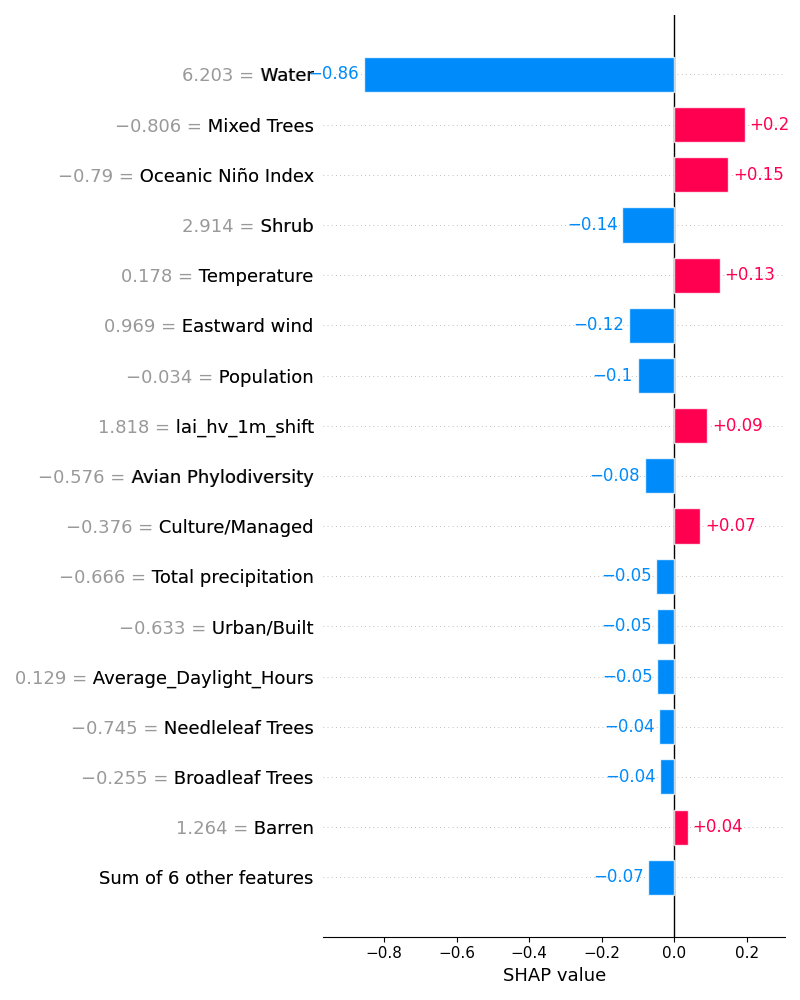 6.203 = Water −0.86
−0.806 = Mixed Trees +0.2
−0.79 = Oceanic Niño Index +0.15
2.914 = Shrub −0.14
0.178 = Temperature +0.13
0.969 = Eastward wind −0.12
−0.034 = Population −0.1
1.818 = lai_hv_1m_shift +0.09
−0.576 = Avian Phylodiversity −0.08
−0.376 = Culture/Managed +0.07
−0.666 = Total precipitation −0.05
−0.633 = Urban/Built −0.05
0.129 = Average_Daylight_Hours −0.05
−0.745 = Needleleaf Trees −0.04
−0.255 = Broadleaf Trees −0.04
1.264 = Barren +0.04
Sum of 6 other features −0.07
−0.8 −0.6 −0.4 −0.2 0.0 0.2
SHAP value